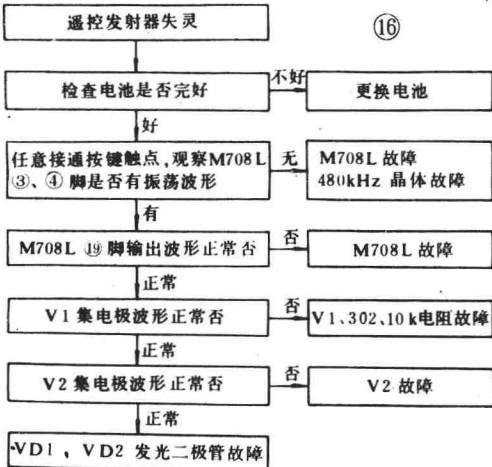 遥控发射器失灵
⑯
检查电池是否完好
不好
更换电池
好
任意接通按键触点,观察M708L
③、④ 脚是否有振荡波形
无
M708L 故障
480kHz 晶体故障
有
M708L ⑲ 脚输出波形正常否
否
M708L 故障
正常
V1 集电极波形正常否
否
V1、302、10k电阻故障
正常
V2 集电极波形正常否
否
V2 故障
正常
VD1，VD2 发光二极管故障